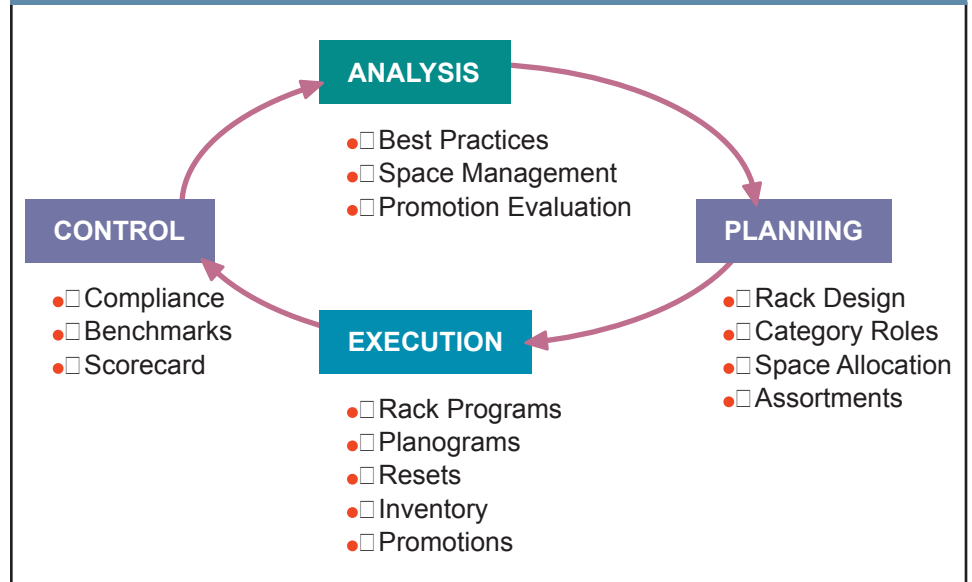 ANALYSIS
• Best Practices
• Space Management
• Promotion Evaluation
PLANNING
• Rack Design
• Category Roles
• Space Allocation
• Assortments
EXECUTION
• Rack Programs
• Planograms
• Resets
• Inventory
• Promotions
CONTROL
• Compliance
• Benchmarks
• Scorecard